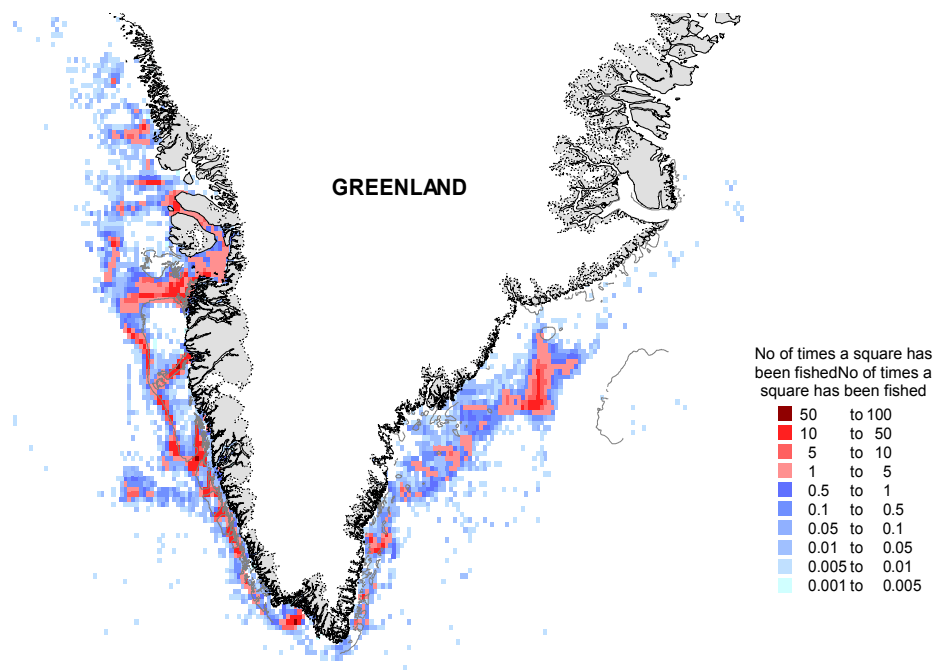 GREENLAND
No of times a square has
been fishedNo of times a
square has been fished
50 to 100
10 to 50
5 to 10
1 to 5
0.5 to 1
0.1 to 0.5
0.05 to 0.1
0.01 to 0.05
0.005 to 0.01
0.001 to 0.005